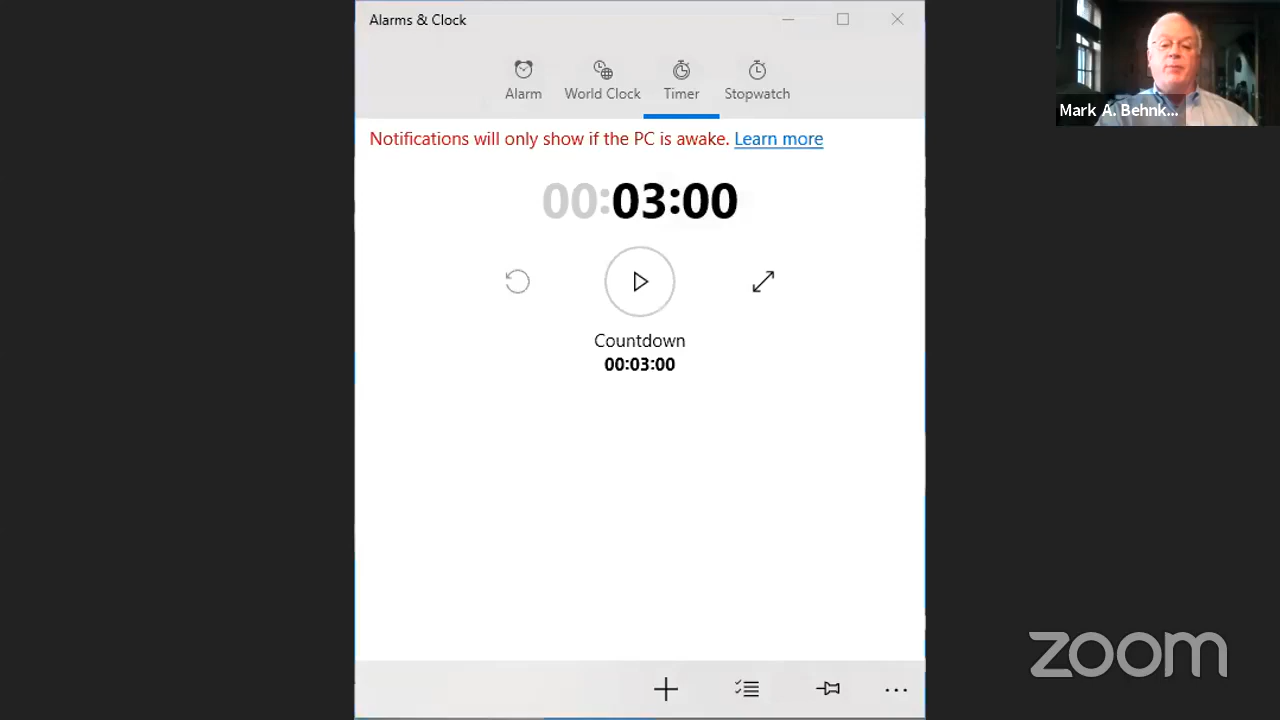 Alarms & Clock
Alarm
World Clock
Timer
Stopwatch
Notifications will only show if the PC is awake. Learn more
00:03:00
Countdown
00:03:00
Mark A. Behnk...
zoom